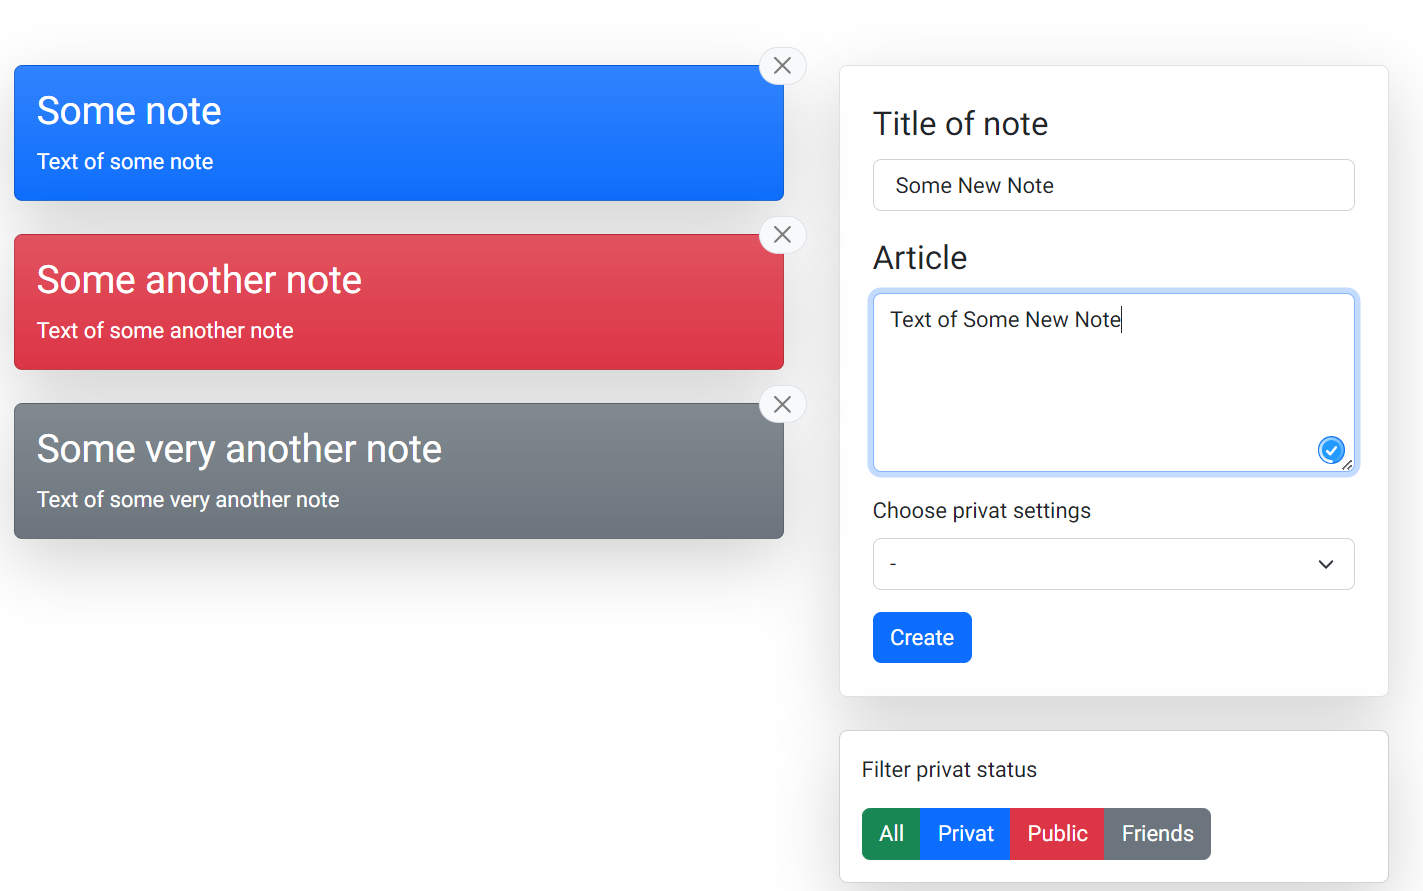 Some note
Text of some note
Some another note
Text of some another note
Some very another note
Text of some very another note
Title of note
Some New Note
Article
Text of Some New Note
Choose privat settings
-
Create
Filter privat status
All Privat Public Friends